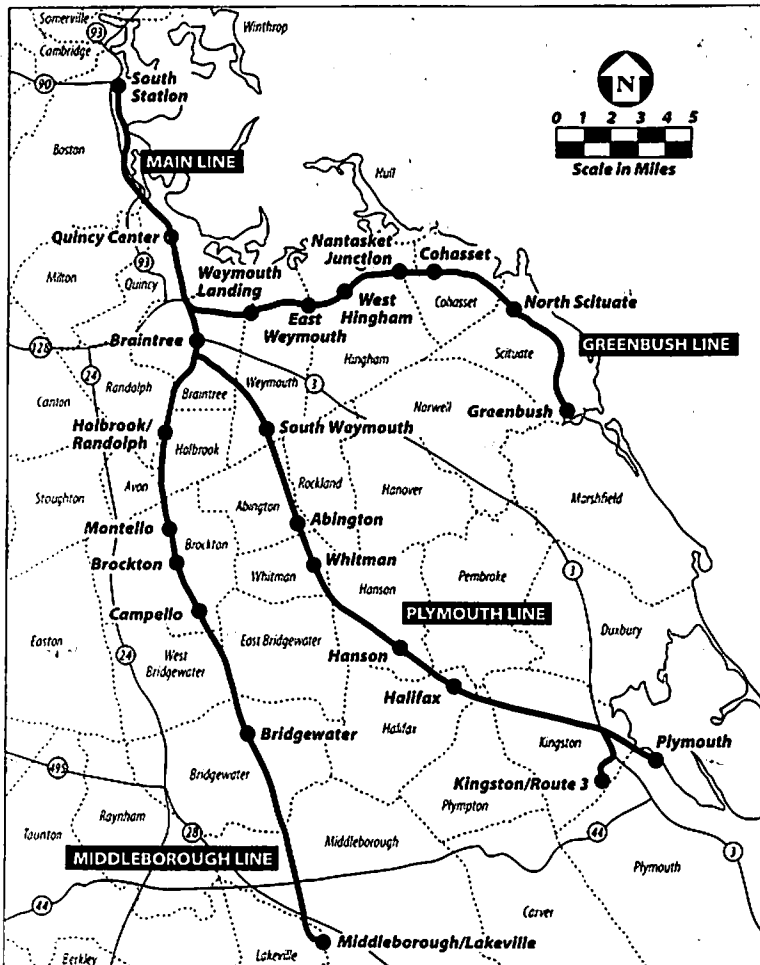 Somerville
93
Winthrop
Cambridge
90
South
Station
N
0 1 2 3 4 5
Scale in Miles
Boston
MAIN LINE
Hull
Quincy Center
Nantasket
Junction
Cohasset
Milton
93
Quincy
Weymouth
Landing
West
Hingham
Cohasset
North Scituate
East
Weymouth
Braintree
128
24
Hingham
Scituate
GREENBUSH LINE
Randolph
Braintree
Weymouth
3
Canton
Norwell
Greenbush
Holbrook/
Randolph
Holbrook
South Weymouth
Stoughton
Avon
Abington
Rockland
Hanover
Marshfield
Montello
Abington
Brockton
Brockton
Whitman
Whitman
Hanson
Pembroke
3
Campello
PLYMOUTH LINE
Duxbury
Easton
24
West
Bridgewater
East Bridgewater
Hanson
Halifax
Bridgewater
Halifax
Kingston
Plymouth
495
Bridgewater
Kingston/Route 3
Plympton
Raynham
Taunton
28
Middleborough
44
3
MIDDLEBOROUGH LINE
Plymouth
44
Carver
Middleborough/Lakeville
Berkley
Lakeville